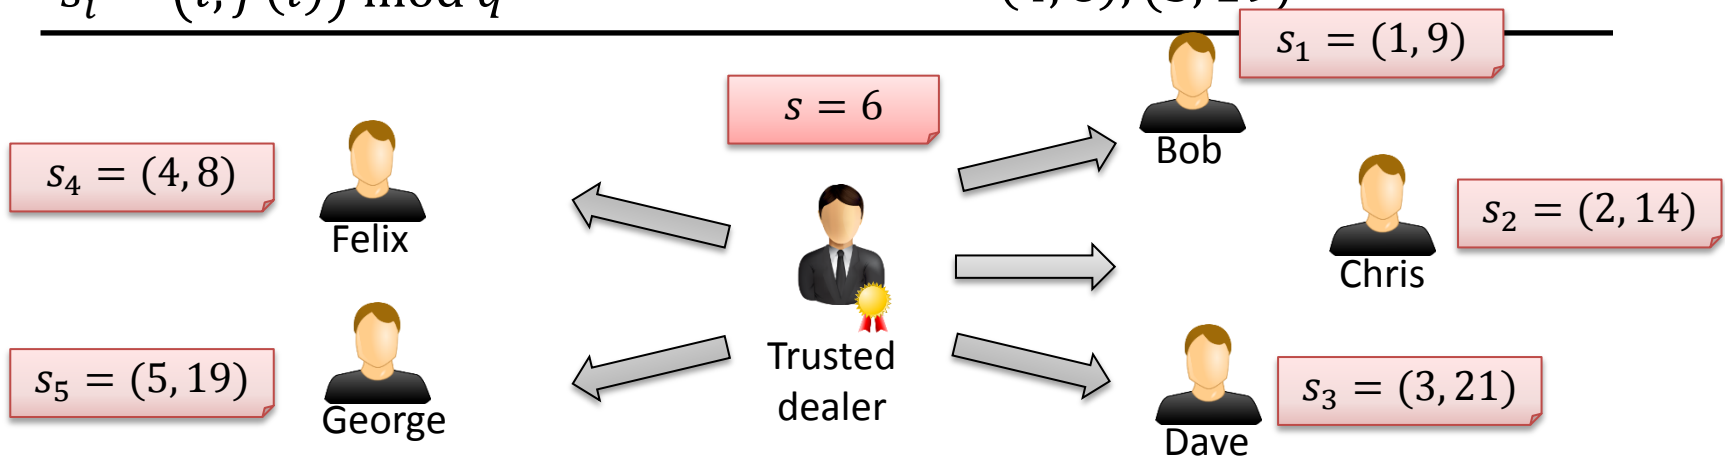 s = 6
s₁ = (1, 9)
Bob
s₄ = (4, 8)
Felix
s₂ = (2, 14)
Chris
Trusted
dealer
s₅ = (5, 19)
George
s₃ = (3, 21)
Dave